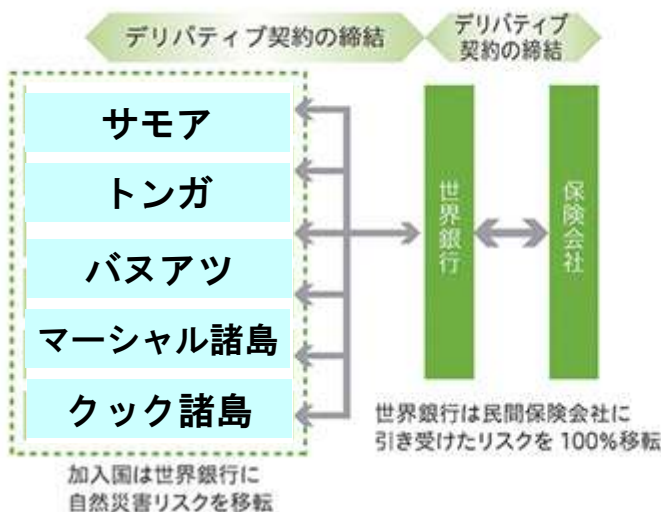 デリバティブ契約の締結
デリバティブ
契約の締結
サモア
トンガ
バヌアツ
マーシャル諸島
クック諸島
世界銀行
保険会社
世界銀行は民間保険会社に
引き受けたリスクを100%移転
加入国は世界銀行に
自然災害リスクを移転